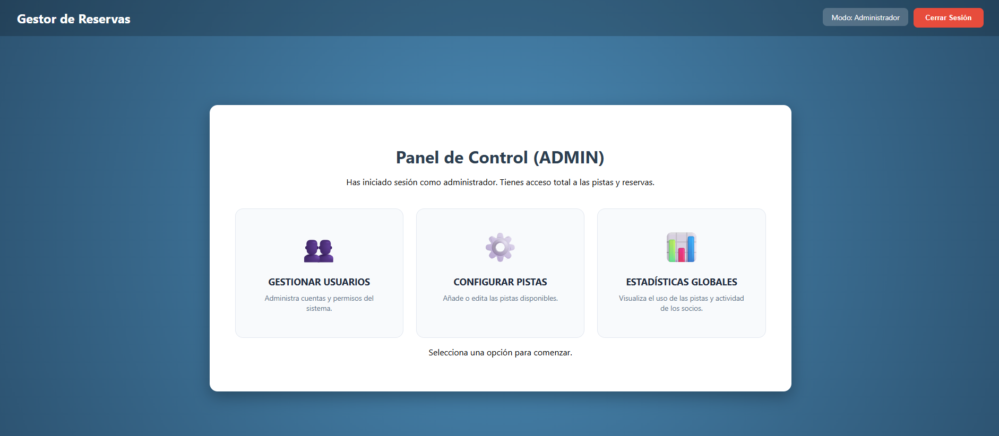 Gestor de Reservas
Modo: Administrador
Cerrar Sesión
Panel de Control (ADMIN)
Has iniciado sesión como administrador. Tienes acceso total a las pistas y reservas.
GESTIONAR USUARIOS
Administra cuentas y permisos del
sistema.
CONFIGURAR PISTAS
Añade o edita las pistas disponibles.
ESTADÍSTICAS GLOBALES
Visualiza el uso de las pistas y actividad
de los socios.
Selecciona una opción para comenzar.